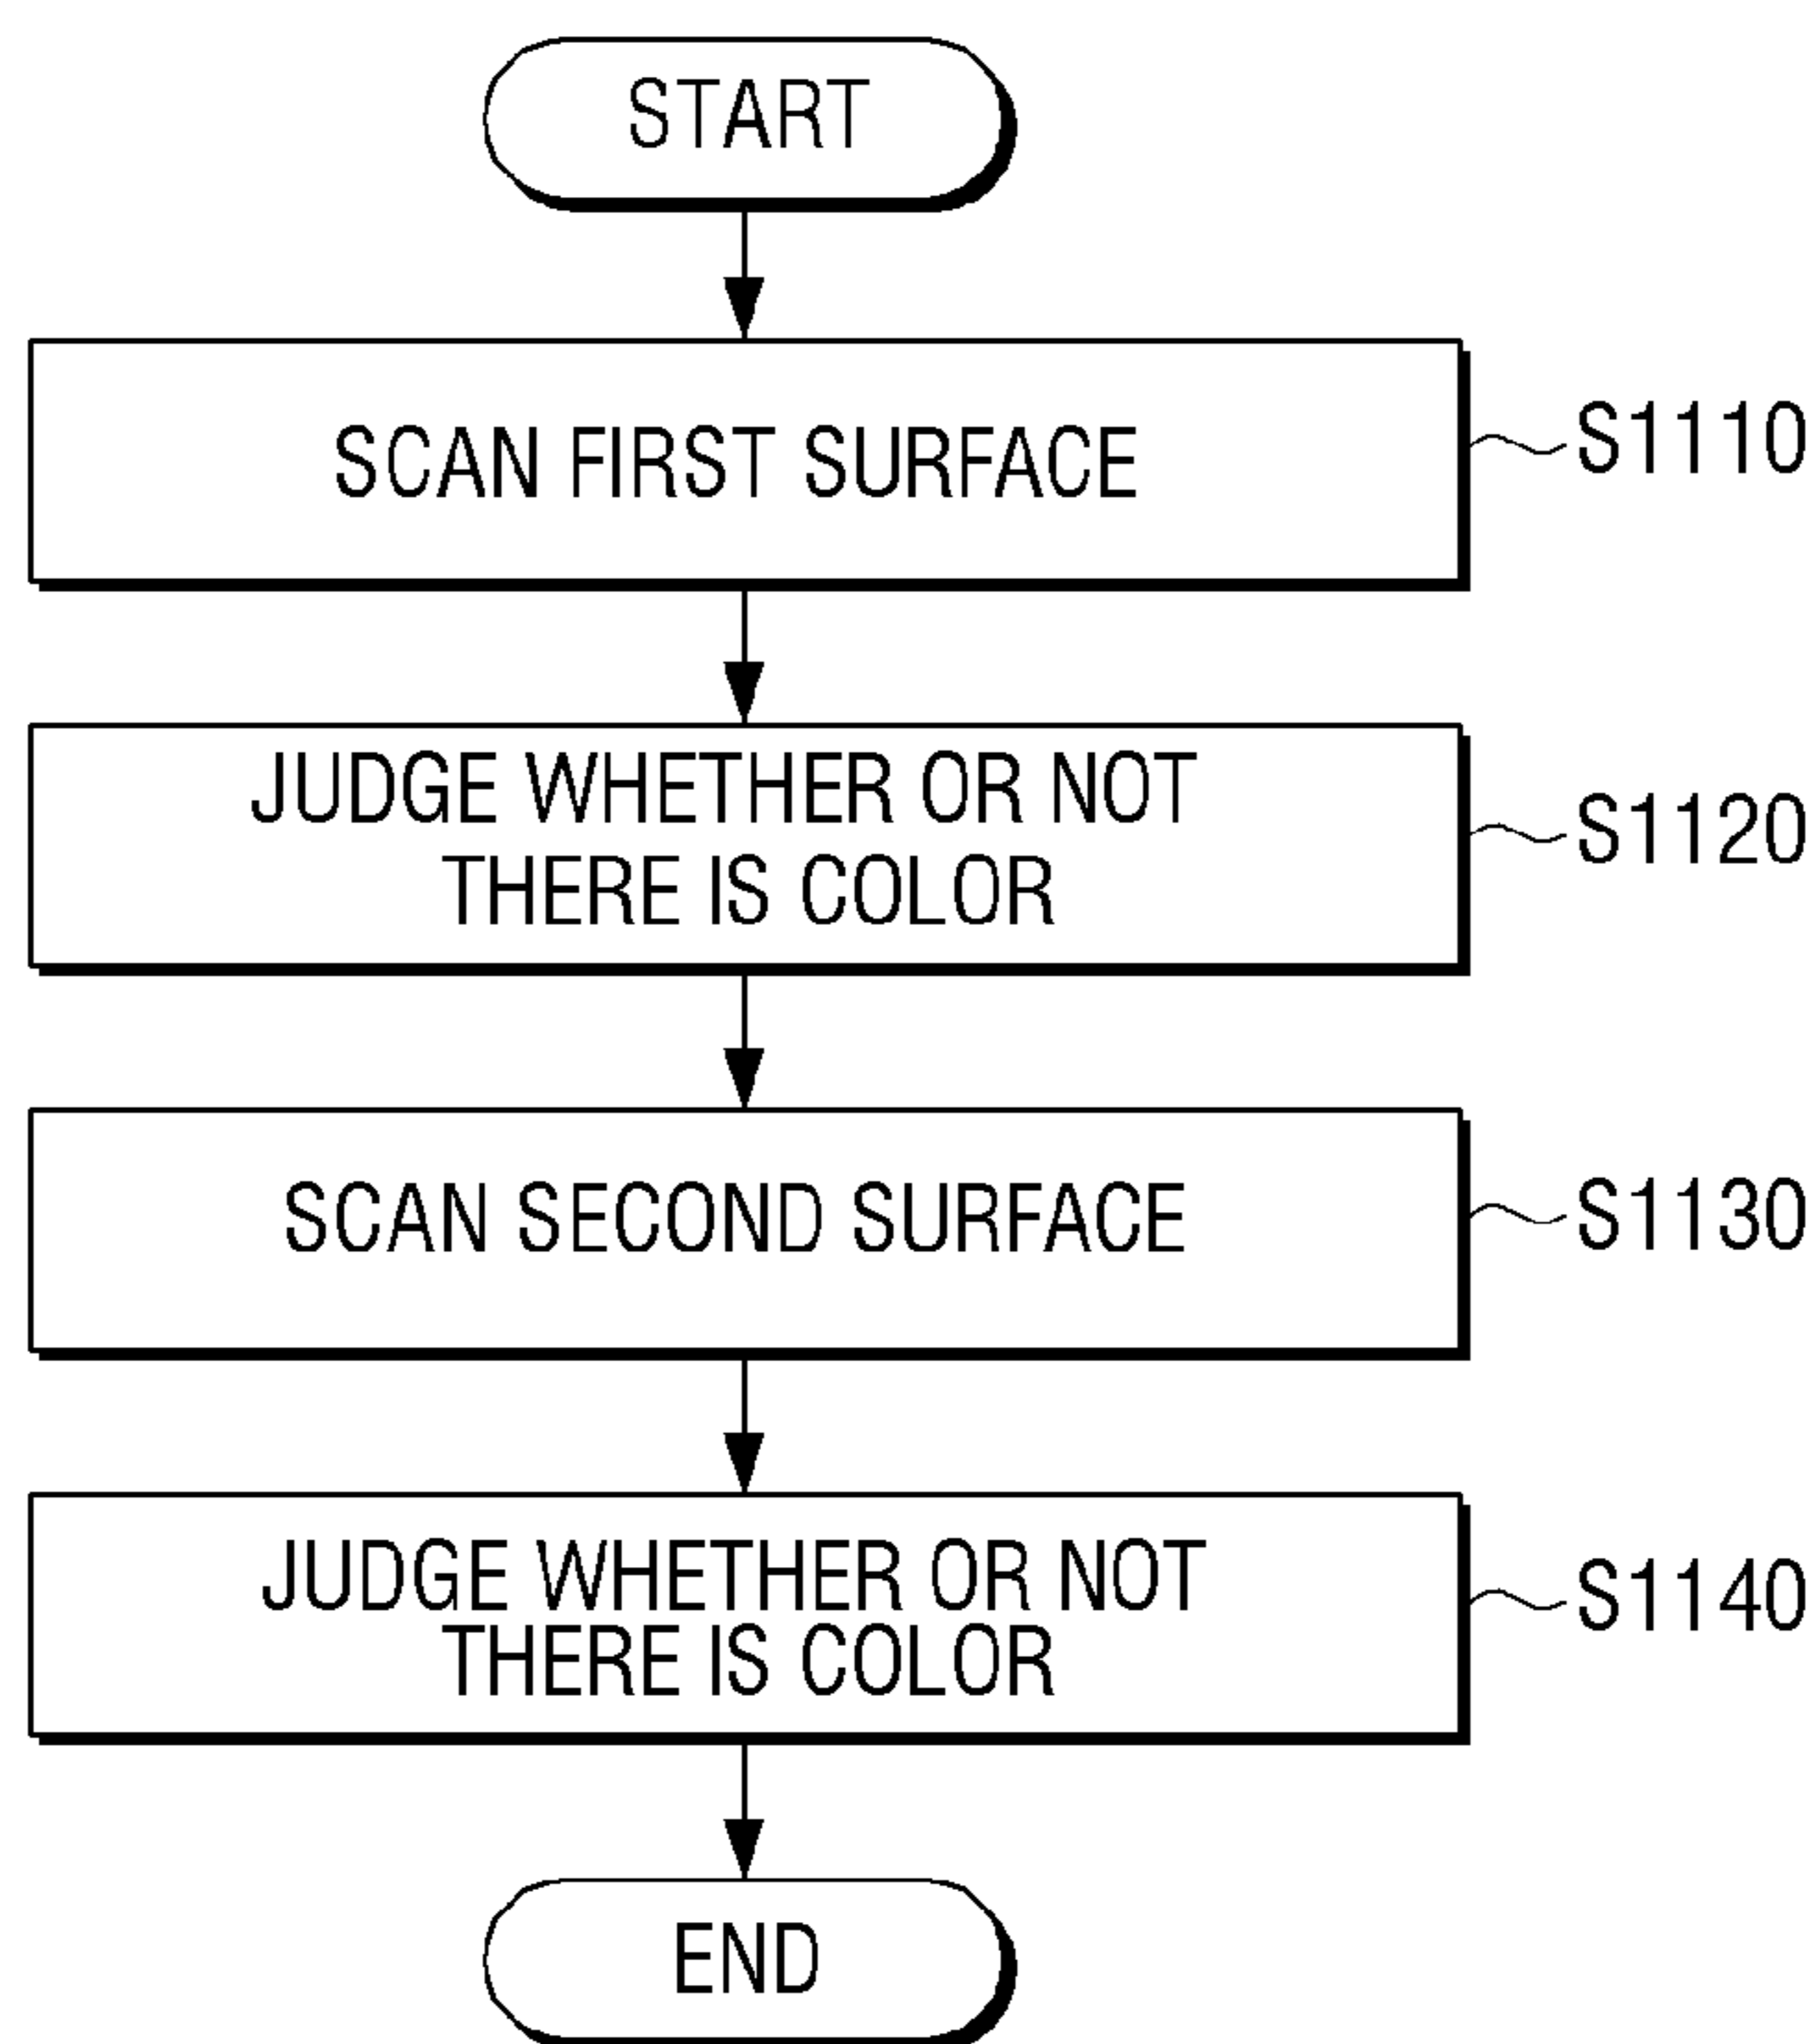 START
SCAN FIRST SURFACE
S1110
JUDGE WHETHER OR NOT
THERE IS COLOR
S1120
SCAN SECOND SURFACE
S1130
JUDGE WHETHER OR NOT
THERE IS COLOR
S1140
END